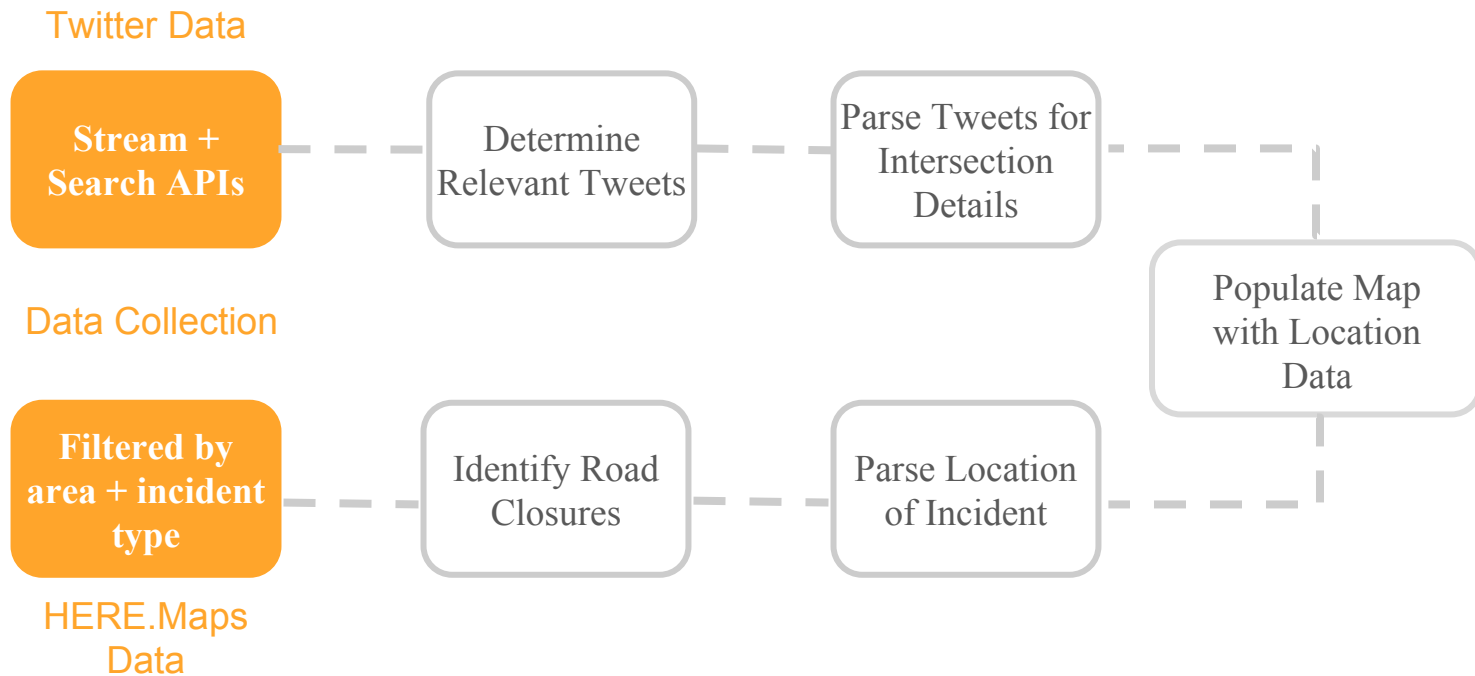 Twitter Data
Stream +
Search APIs
Determine
Relevant Tweets
Parse Tweets for
Intersection
Details
Populate Map
with Location
Data
Data Collection
Filtered by
area + incident
type
Identify Road
Closures
Parse Location
of Incident
HERE.Maps
Data